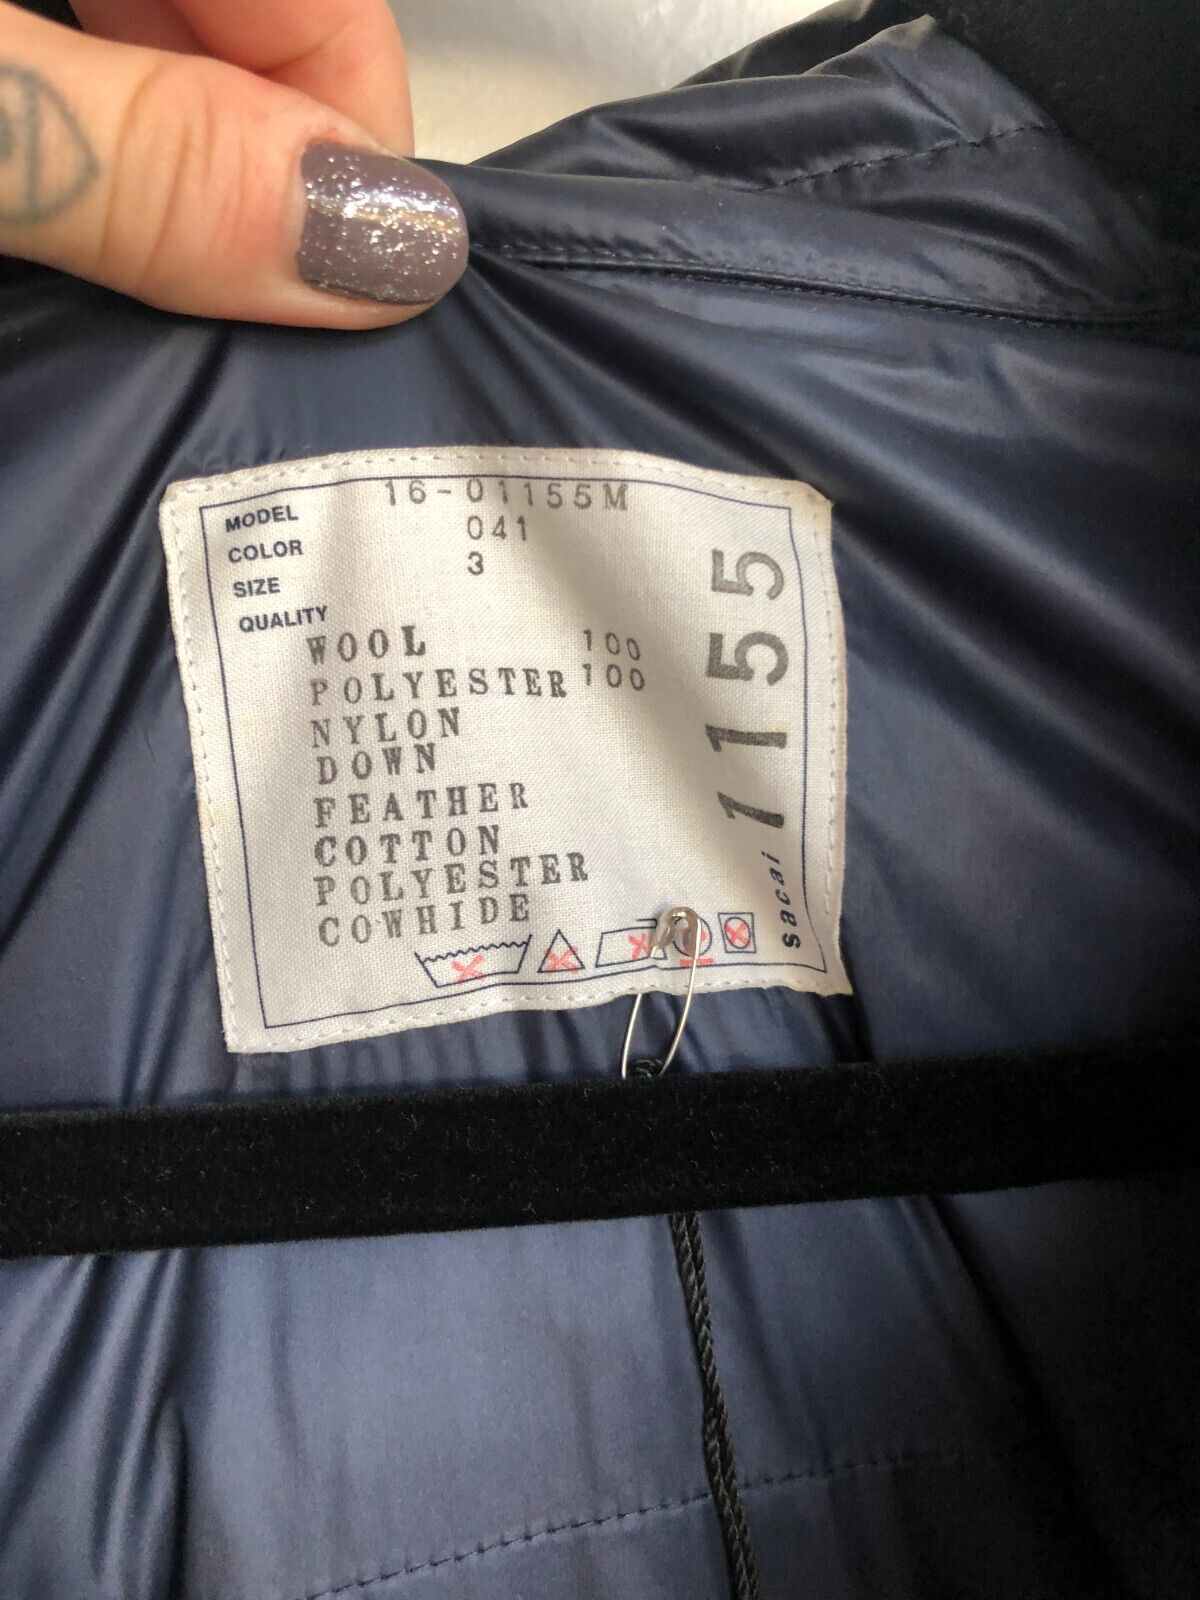 MODEL 16-01155M
COLOR 041
SIZE 3
QUALITY
WOOL 100
POLYESTER 100
NYLON
DOWN
FEATHER
COTTON
POLYESTER
COWHIDE
sacai 1155